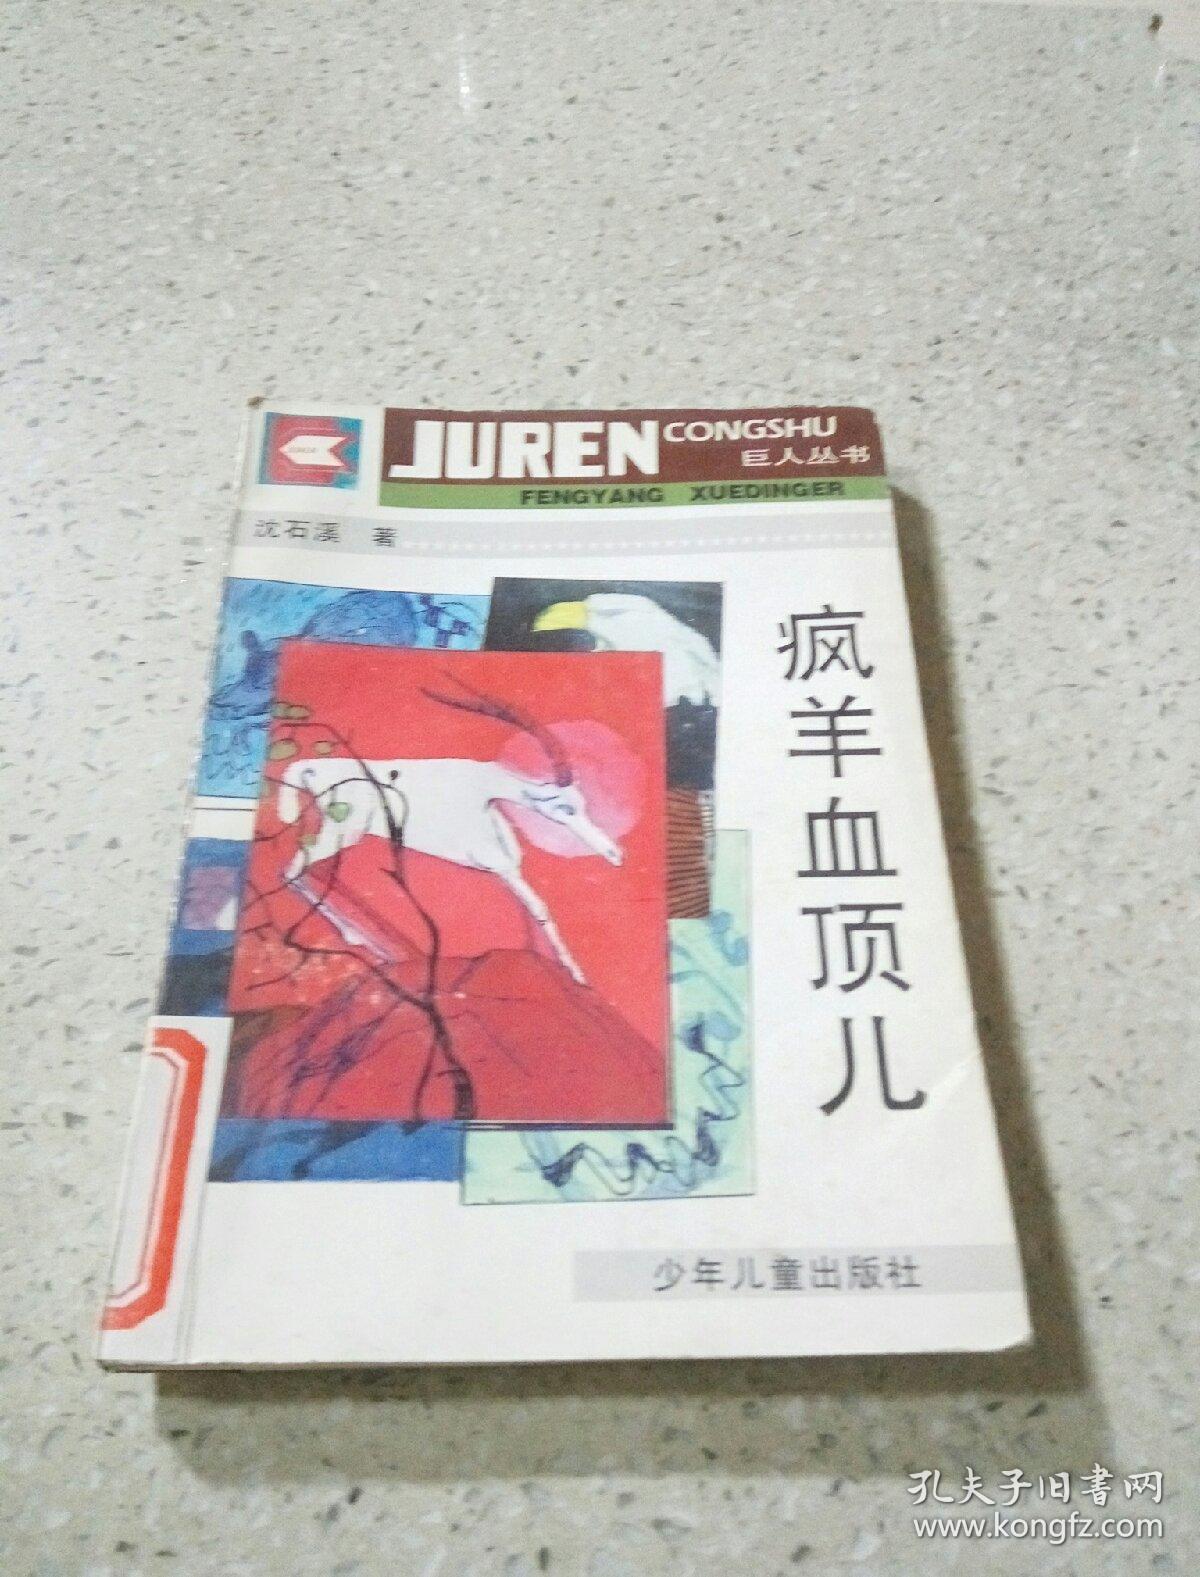 JUREN CONGSHU
巨人丛书
FENGYANG XUEDINGER
沈石溪 著
疯羊血顶儿
少年儿童出版社
孔夫子旧书网
www.kongfz.com